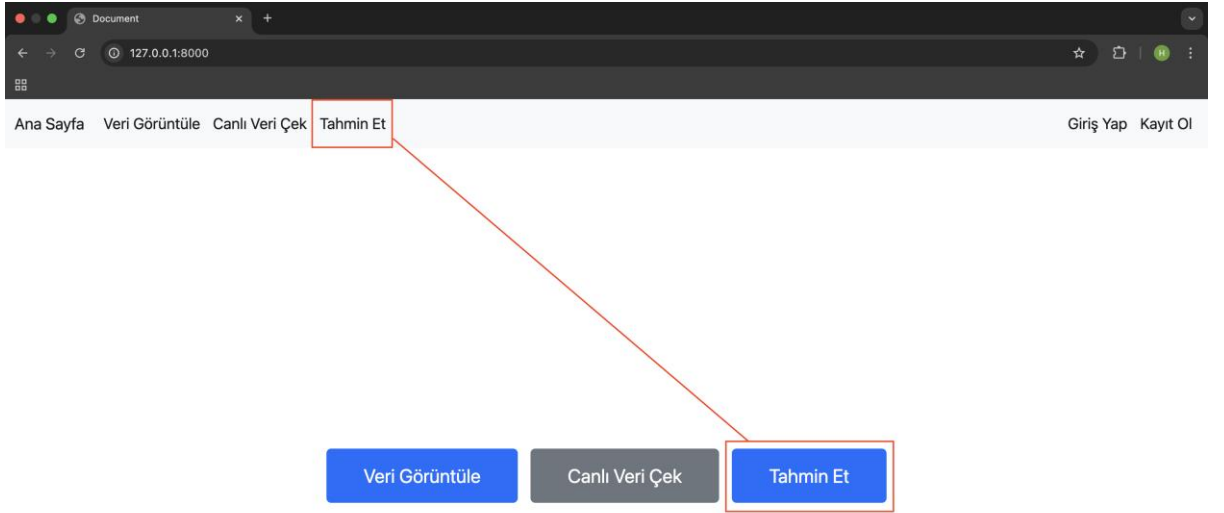 Document
127.0.0.1:8000
H
Ana Sayfa Veri Görüntüle Canlı Veri Çek Tahmin Et Giriş Yap Kayıt Ol
Veri Görüntüle Canlı Veri Çek Tahmin Et